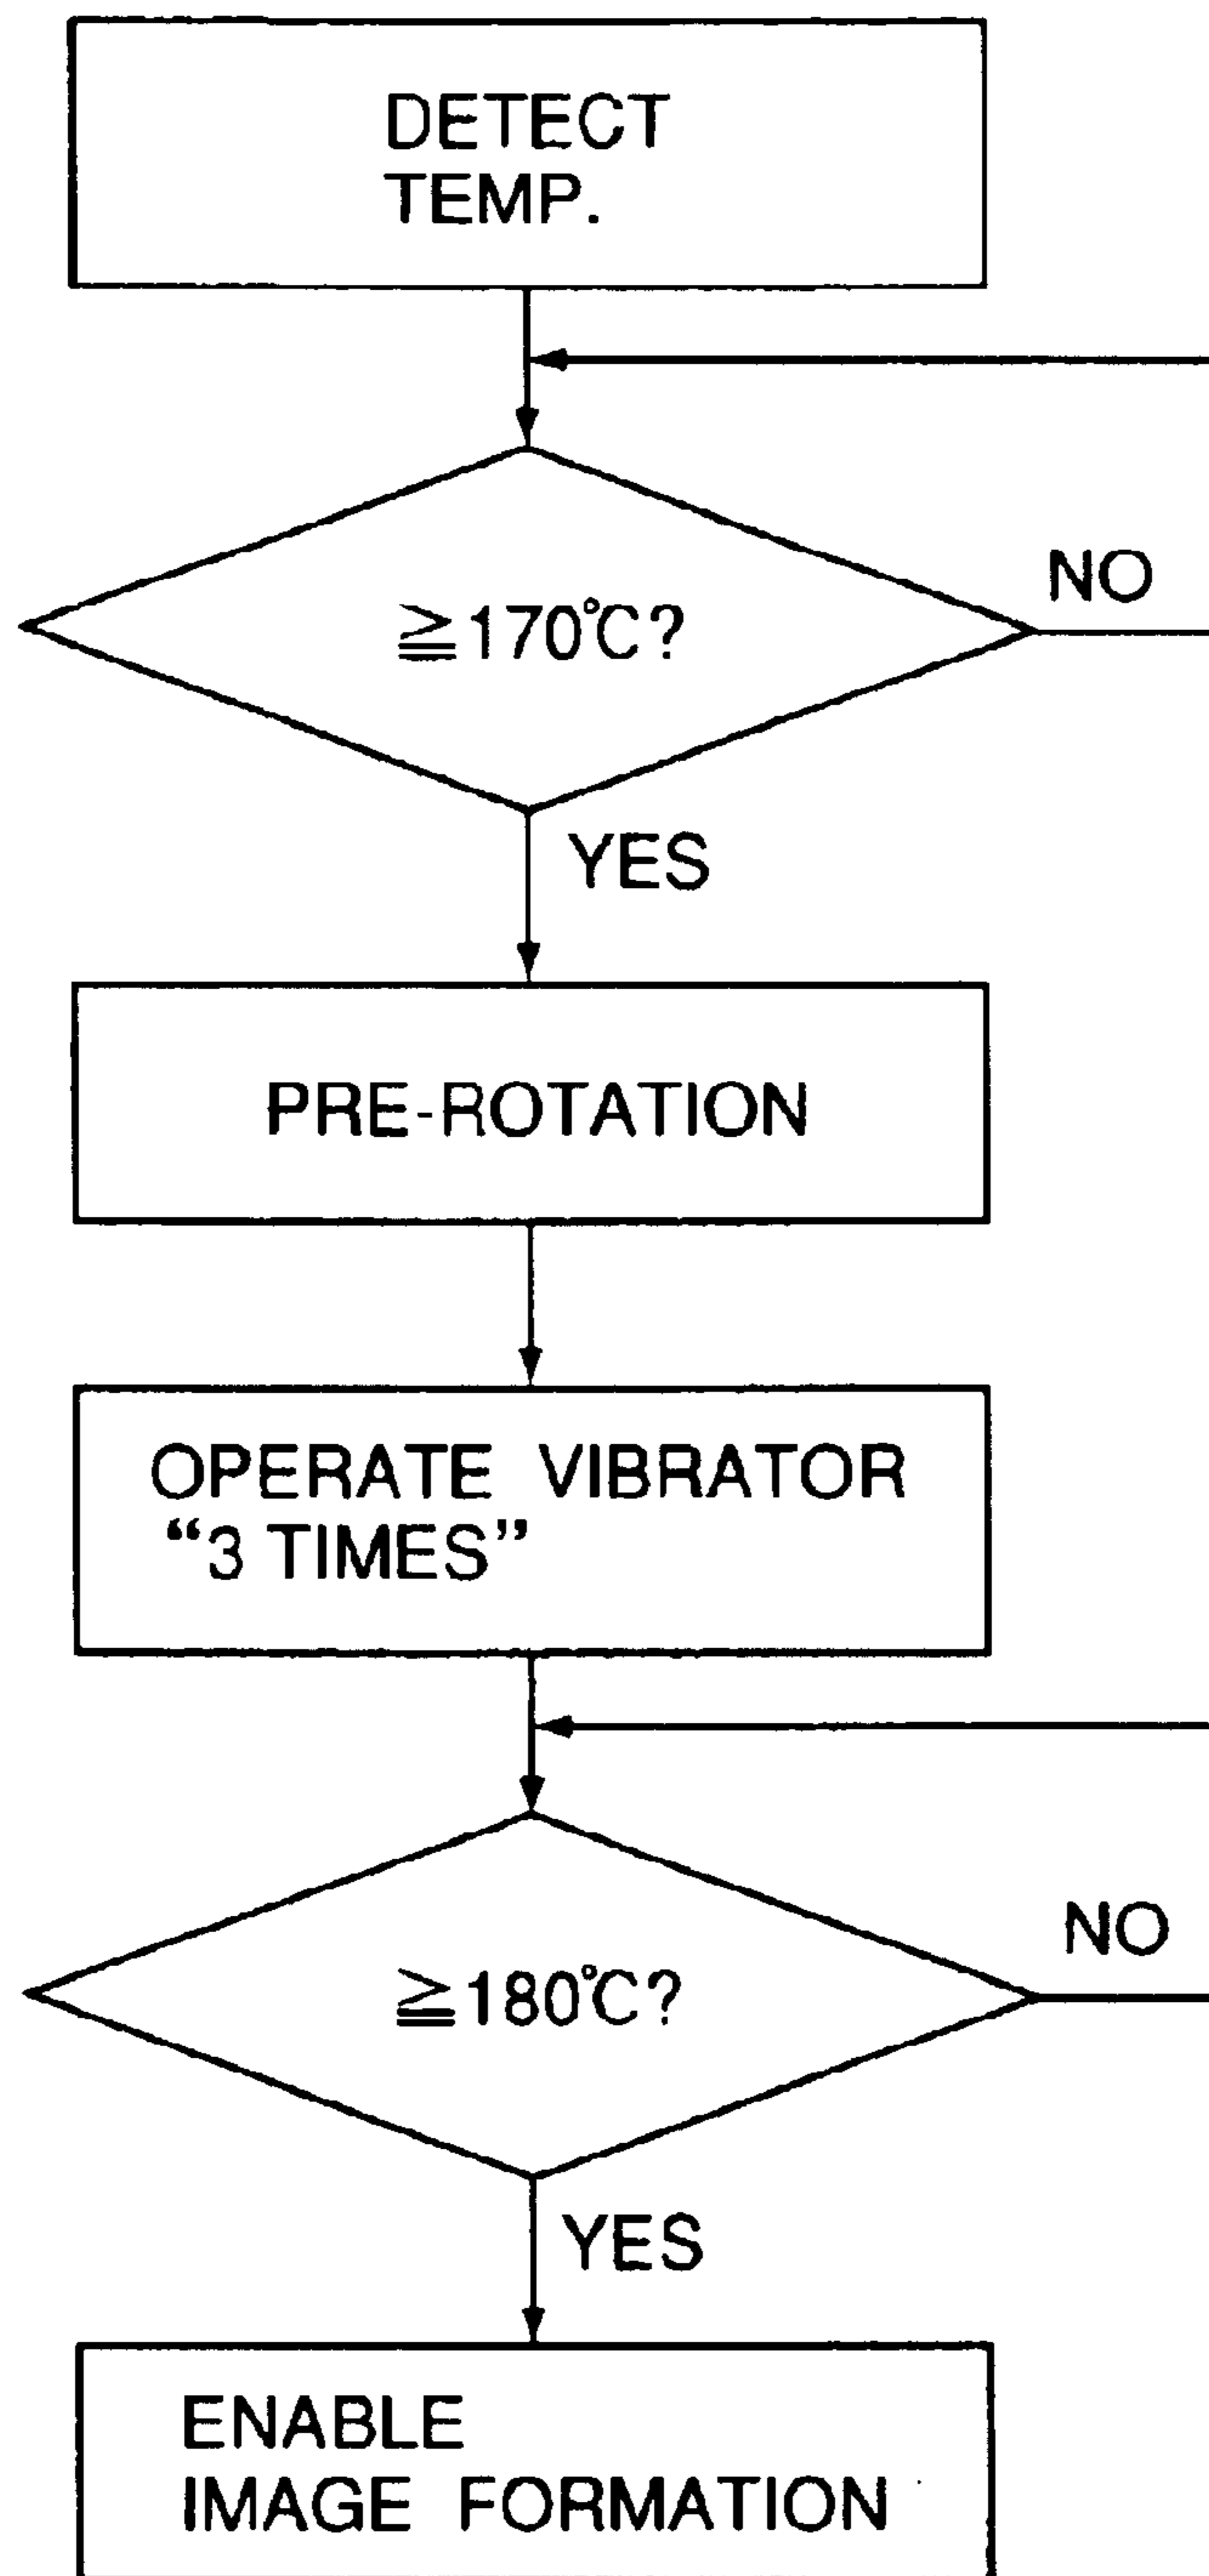 DETECT
TEMP.
≧170℃?
NO
YES
PRE-ROTATION
OPERATE VIBRATOR
“3 TIMES”
≧180℃?
NO
YES
ENABLE
IMAGE FORMATION